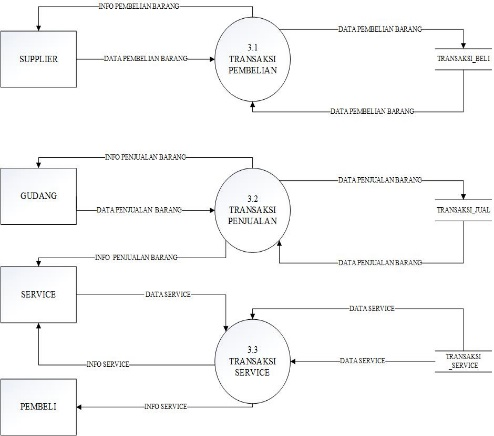 INFO PEMBELIAN BARANG
SUPPLIER
DATA PEMBELIAN BARANG
3.1
TRANSAKSI
PEMBELIAN
DATA PEMBELIAN BARANG
TRANSAKSI_BELI
DATA PEMBELIAN BARANG
INFO PENJUALAN BARANG
GUDANG
DATA PENJUALAN BARANG
3.2
TRANSAKSI
PENJUALAN
DATA PENJUALAN BARANG
TRANSAKSI_JUAL
DATA PENJUALAN BARANG
INFO PENJUALAN BARANG
SERVICE
DATA SERVICE
INFO SERVICE
3.3
TRANSAKSI
SERVICE
DATA SERVICE
DATA SERVICE
TRANSAKSI
_SERVICE
PEMBELI
INFO SERVICE